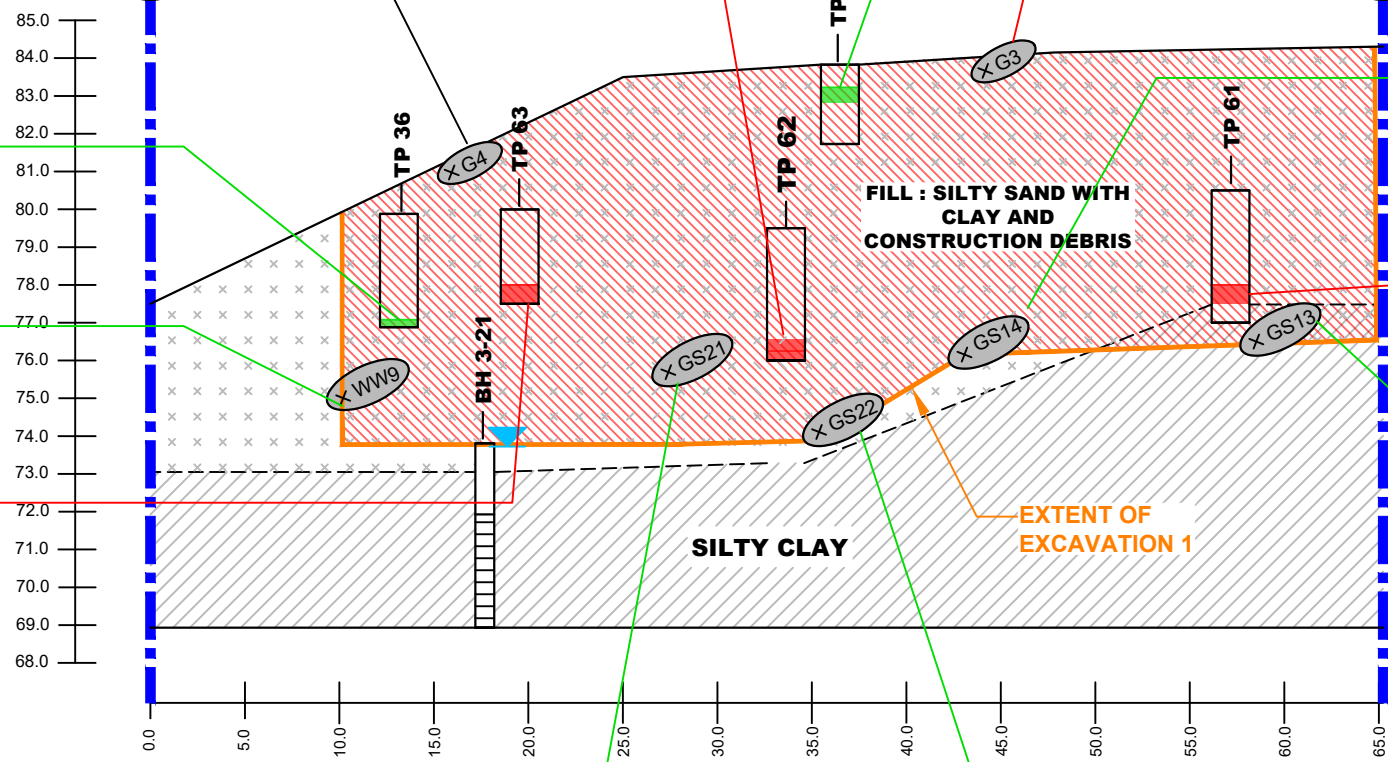 85.0
84.0
83.0
82.0
81.0
80.0
79.0
78.0
77.0
76.0
75.0
74.0
73.0
72.0
71.0
70.0
69.0
68.0
TP 36
× G4
TP 63
TP 62
TP
× G3
TP 61
FILL : SILTY SAND WITH
CLAY AND
CONSTRUCTION DEBRIS
× WW9
BH 3-21
× GS21
× GS22
× GS14
× GS13
EXTENT OF
EXCAVATION 1
SILTY CLAY
0.0
5.0
10.0
15.0
20.0
25.0
30.0
35.0
40.0
45.0
50.0
55.0
60.0
65.0